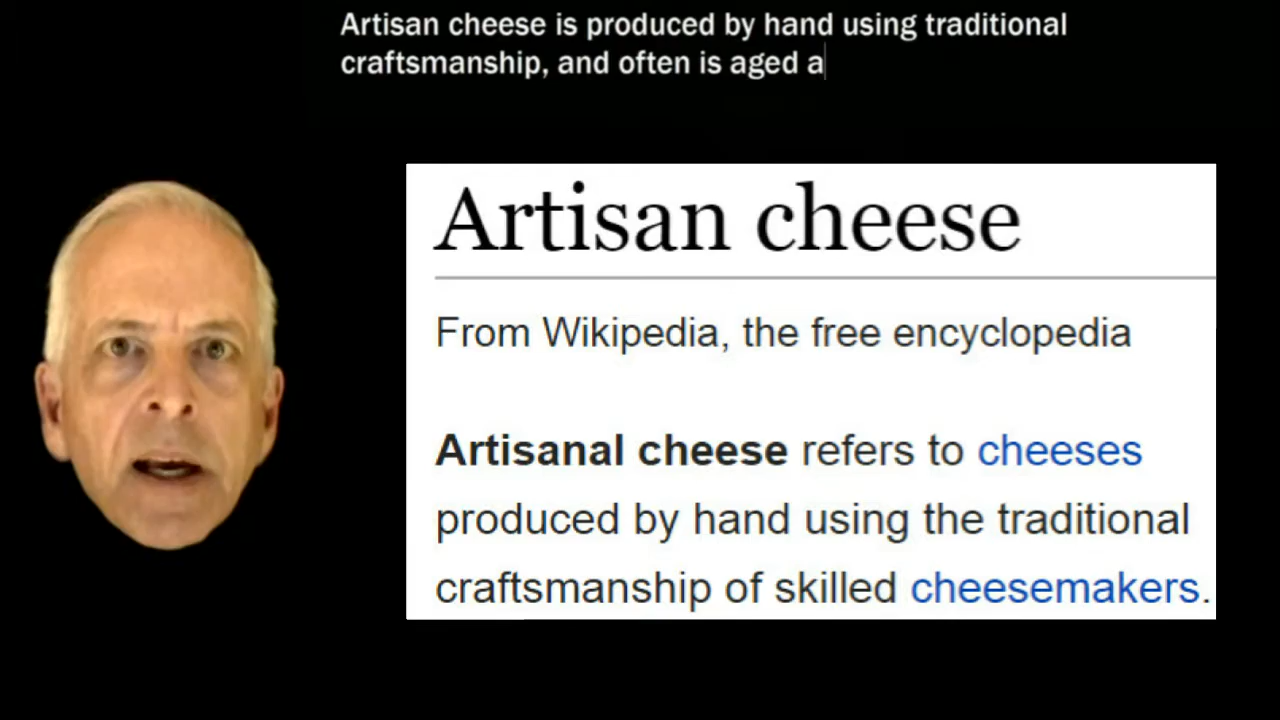 Artisan cheese is produced by hand using traditional
craftsmanship, and often is aged a
Artisan cheese
From Wikipedia, the free encyclopedia
Artisanal cheese refers to cheeses
produced by hand using the traditional
craftsmanship of skilled cheesemakers.